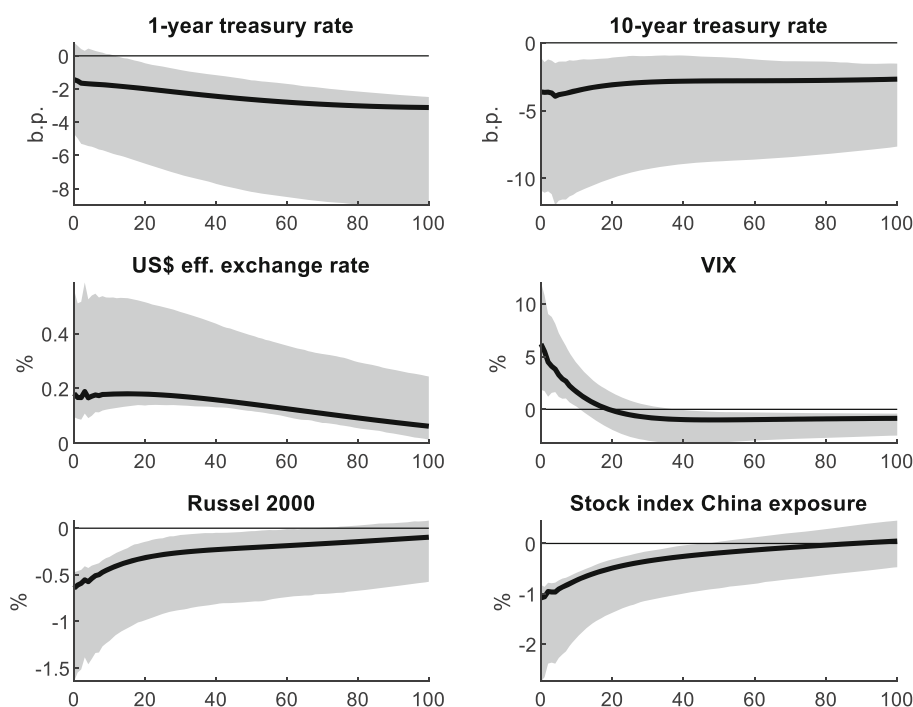 1-year treasury rate
0
-2
-4
-6
-8
b.p.
0 20 40 60 80 100
10-year treasury rate
0
-5
-10
b.p.
0 20 40 60 80 100
US$ eff. exchange rate
0.4
0.2
0
%
0 20 40 60 80 100
VIX
10
5
0
%
0 20 40 60 80 100
Russel 2000
0
-0.5
-1
-1.5
%
0 20 40 60 80 100
Stock index China exposure
0
-1
-2
%
0 20 40 60 80 100